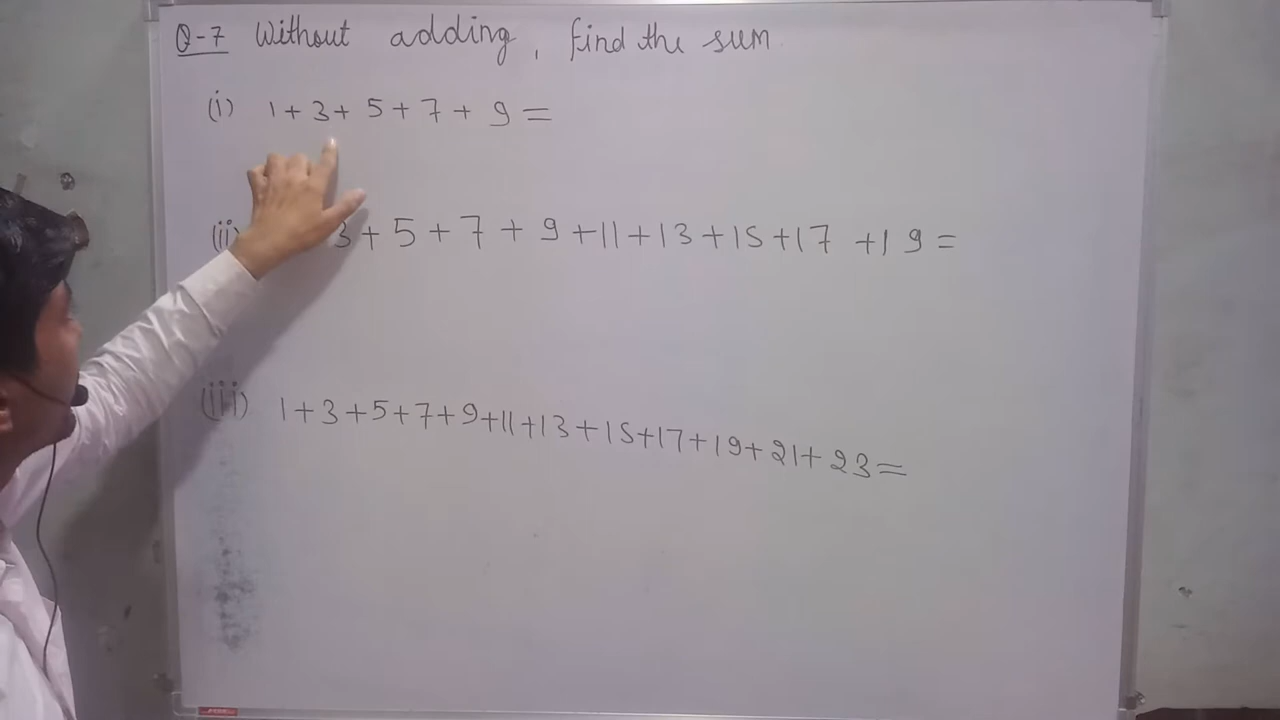 Q-7 Without adding, find the sum
(i) 1 + 3 + 5 + 7 + 9 =
(ii) 3 + 5 + 7 + 9 + 11 + 13 + 15 + 17 + 19 =
(iii) 1 + 3 + 5 + 7 + 9 + 11 + 13 + 15 + 17 + 19 + 21 + 23 =